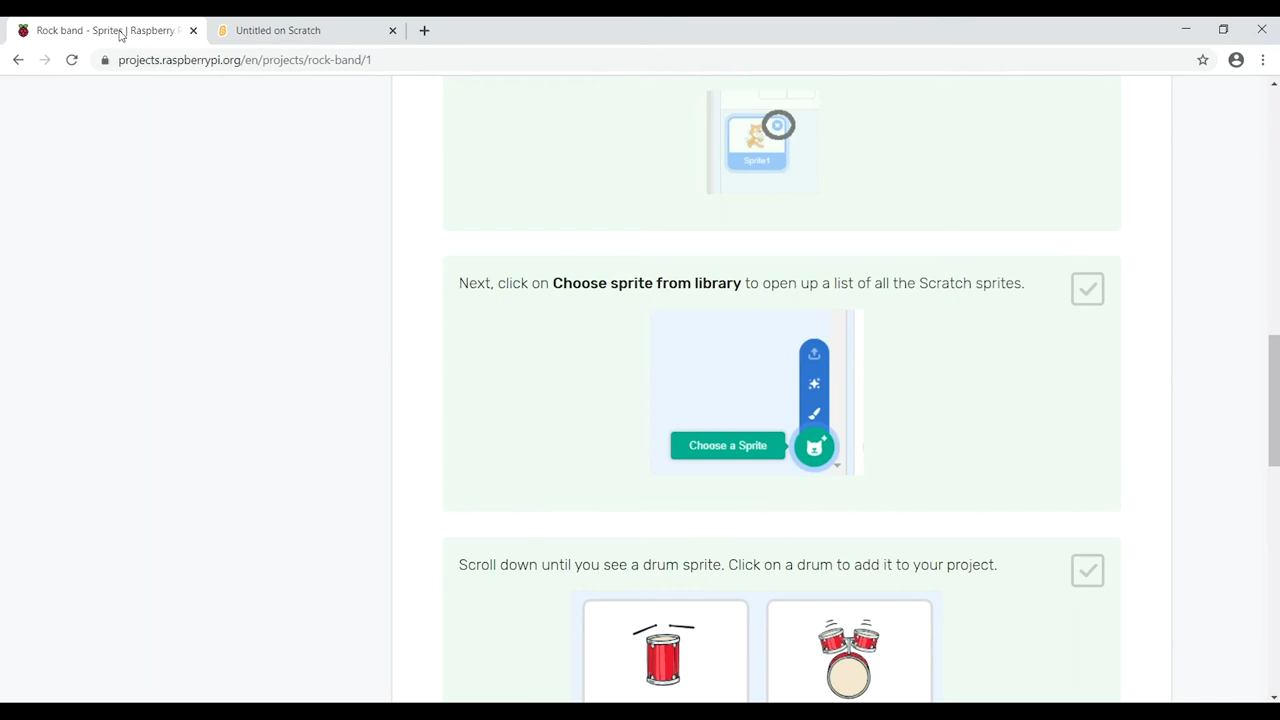 Rock band - Sprites | Raspberry P
Untitled on Scratch
projects.raspberrypi.org/en/projects/rock-band/1
Sprite1
Next, click on Choose sprite from library to open up a list of all the Scratch sprites.
Choose a Sprite
Scroll down until you see a drum sprite. Click on a drum to add it to your project.